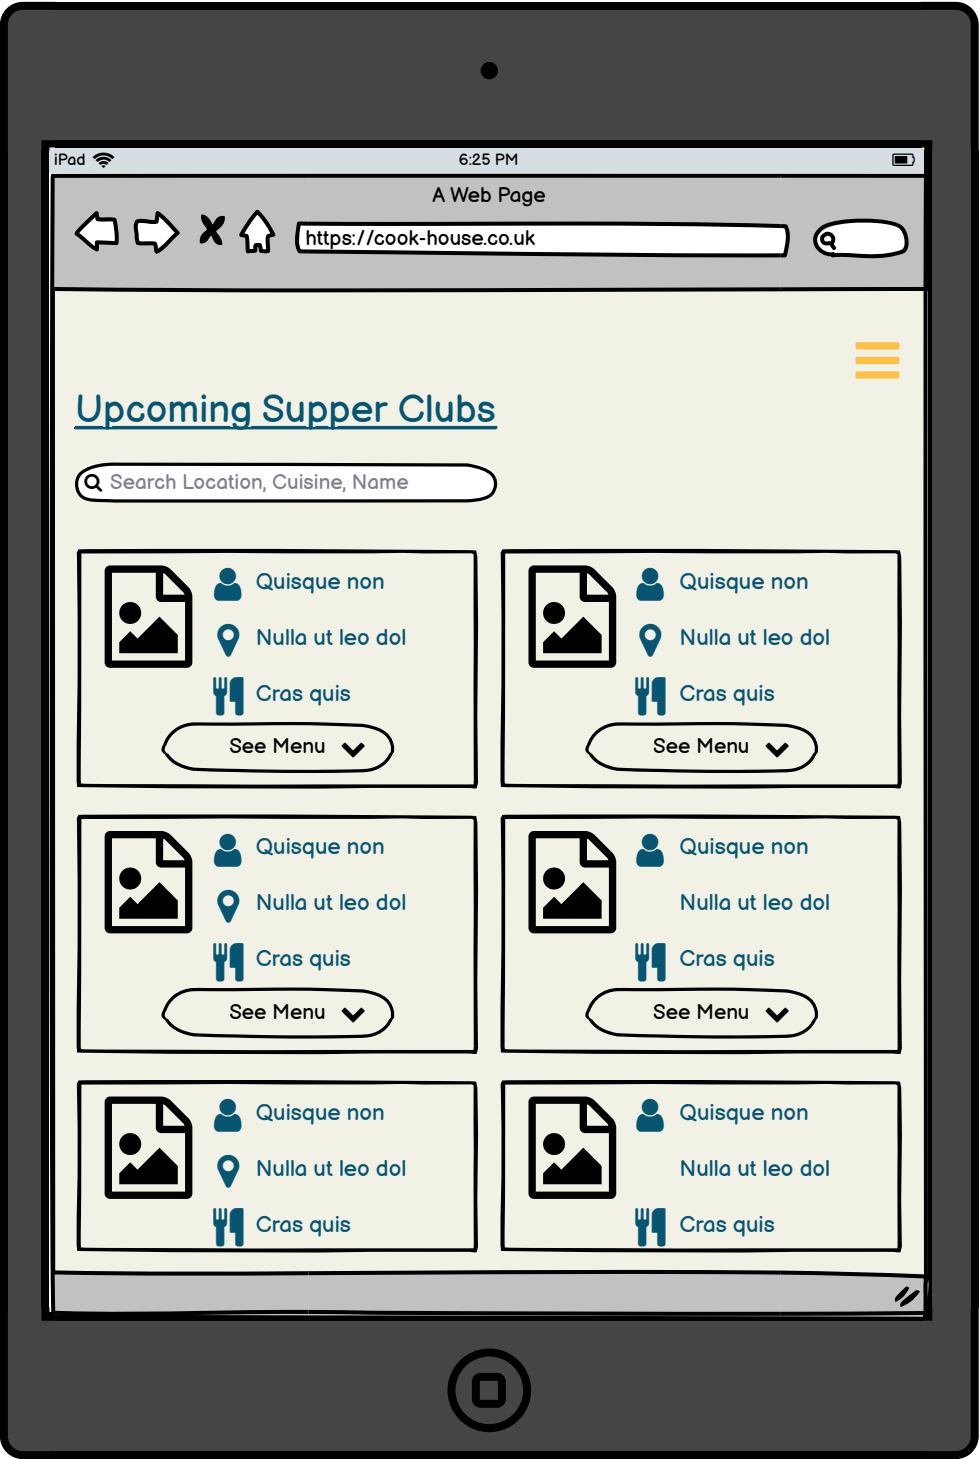 iPad 6:25 PM
A Web Page
https://cook-house.co.uk
Upcoming Supper Clubs
Search Location, Cuisine, Name
Quisque non
Nulla ut leo dol
Cras quis
See Menu
Quisque non
Nulla ut leo dol
Cras quis
See Menu
Quisque non
Nulla ut leo dol
Cras quis
See Menu
Quisque non
Nulla ut leo dol
Cras quis
See Menu
Quisque non
Nulla ut leo dol
Cras quis
Quisque non
Nulla ut leo dol
Cras quis